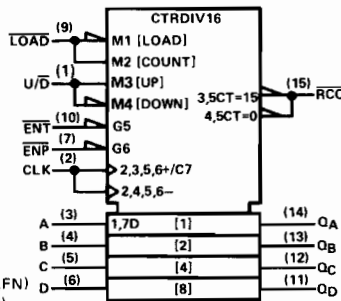 CTRDIV16
LOAD (9) M1 [LOAD]
M2 [COUNT]
U/D (1) M3 [UP]
M4 [DOWN]
(15) RCO
3,5CT=15
4,5CT=0
ENT (10) G5
ENP (7) G6
CLK (2) 2,3,5,6+/C7
2,4,5,6−
A (3) 1,7D [1] (14) QA
B (4) [2] (13) QB
C (5) [4] (12) QC
FN) D (6) [8] (11) QD